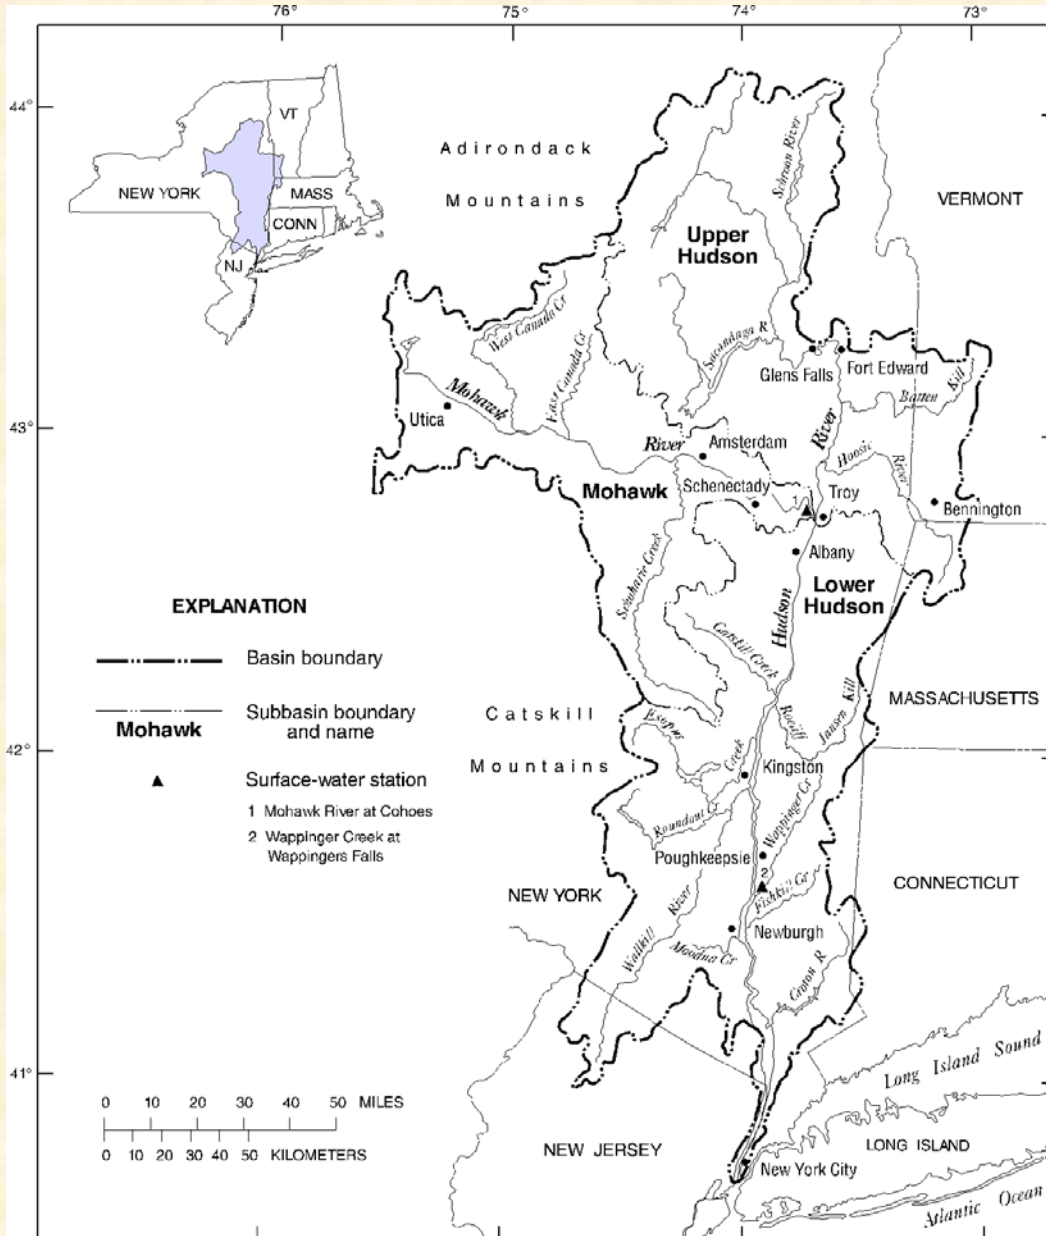 76°
75°
74°
73°
44°
43°
42°
41°
VT
NEW YORK
MASS
CONN
NJ
Adirondack
Mountains
VERMONT
Schroon River
Upper
Hudson
West Canada Cr
East Canada Cr
Sacandaga R
Glens Falls
Fort Edward
Batten Kill
Mohawk
River
Utica
Amsterdam
River
Hoosic
River
Mohawk
Schenectady
1
Troy
Bennington
Albany
Schoharie Creek
Lower
Hudson
Hudson
EXPLANATION
Basin boundary
Subbasin boundary
and name
Mohawk
Surface-water station
1 Mohawk River at Cohoes
2 Wappinger Creek at
Wappingers Falls
Catskill Creek
MASSACHUSETTS
Catskill
Mountains
Esopus
Creek
Roeliff
Jansen Kill
Kingston
Roundout Cr
Wappinger Cr
Poughkeepsie
2
Fishkill Cr
CONNECTICUT
NEW YORK
Wallkill
River
Newburgh
Moodna Cr
Croton R
Long Island Sound
0 10 20 30 40 50 MILES
0 10 20 30 40 50 KILOMETERS
NEW JERSEY
LONG ISLAND
New York City
Atlantic Ocean